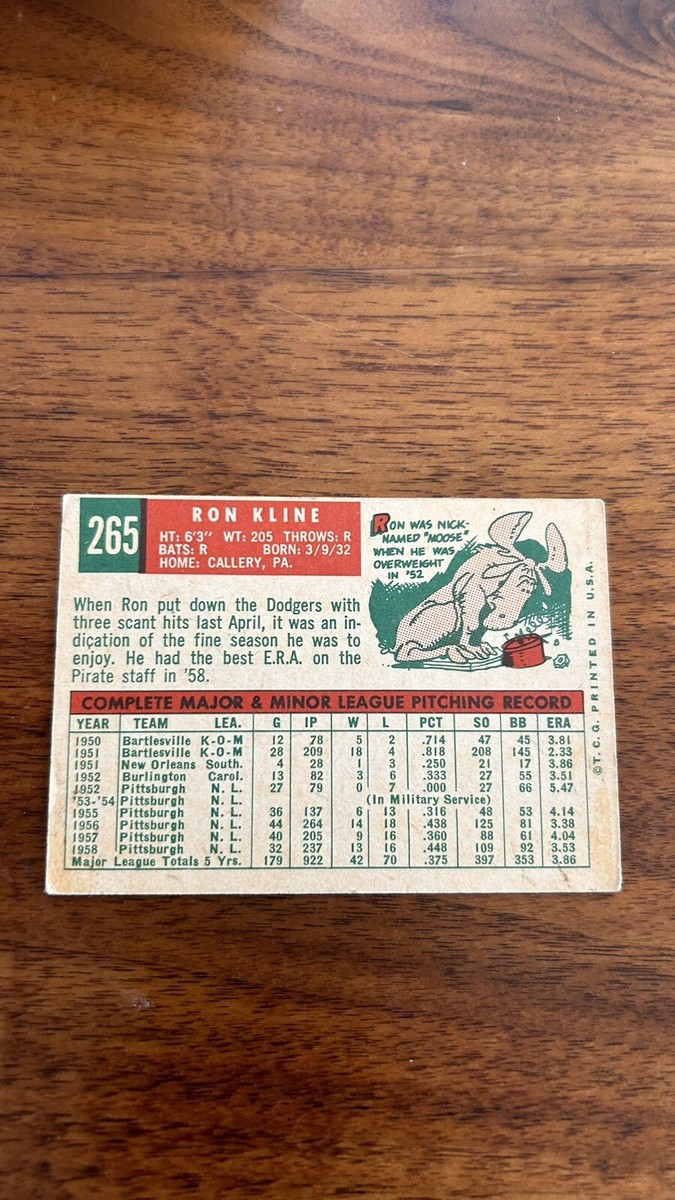 265
RON KLINE
HT: 6'3" WT: 205 THROWS: R
BATS: R BORN: 3/9/32
HOME: CALLERY, PA.
RON WAS NICK-
NAMED "MOOSE"
WHEN HE WAS
OVERWEIGHT
IN '52
When Ron put down the Dodgers with
three scant hits last April, it was an in-
dication of the fine season he was to
enjoy. He had the best E.R.A. on the
Pirate staff in '58.
COMPLETE MAJOR & MINOR LEAGUE PITCHING RECORD
YEAR TEAM LEA. G IP W L PCT SO BB ERA
1950 Bartlesville K-O-M 12 78 5 2 .714 47 45 3.81
1951 Bartlesville K-O-M 28 209 18 4 .818 208 145 2.33
1951 New Orleans South. 4 28 1 3 .250 21 17 3.86
1952 Burlington Carol. 13 82 3 6 .333 27 55 3.51
1952 Pittsburgh N. L. 27 79 0 7 .000 27 66 5.47
'53-'54 Pittsburgh N. L. (In Military Service)
1955 Pittsburgh N. L. 36 137 6 13 .316 48 53 4.14
1956 Pittsburgh N. L. 44 264 14 18 .438 125 81 3.38
1957 Pittsburgh N. L. 40 205 9 16 .360 88 61 4.04
1958 Pittsburgh N. L. 32 237 13 16 .448 109 92 3.53
Major League Totals 5 Yrs. 179 922 42 70 .375 397 353 3.86
©T.C.G. PRINTED IN U.S.A.